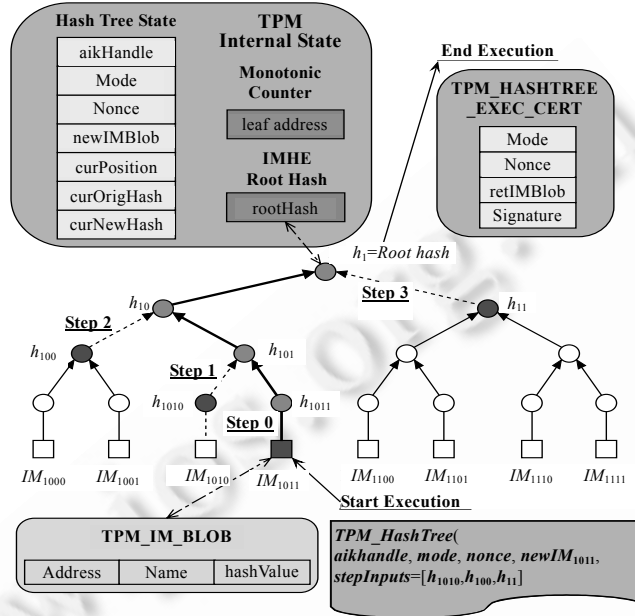 Hash Tree State
aikHandle
Mode
Nonce
newIMBlob
curPosition
curOrigHash
curNewHash
TPM
Internal State
Monotonic
Counter
leaf address
IMHE
Root Hash
rootHash
End Execution
TPM_HASHTREE
_EXEC_CERT
Mode
Nonce
retIMBlob
Signature
h₁=Root hash
Step 3
h₁₀
h₁₁
Step 2
h₁₀₀
h₁₀₁
Step 1
h₁₀₁₀
h₁₀₁₁
Step 0
IM₁₀₀₀
IM₁₀₀₁
IM₁₀₁₀
IM₁₀₁₁
IM₁₁₀₀
IM₁₁₀₁
IM₁₁₁₀
IM₁₁₁₁
Start Execution
TPM_IM_BLOB
Address Name hashValue
TPM_HashTree(
aikhandle, mode, nonce, newIM₁₀₁₁,
stepInputs=[h₁₀₁₀,h₁₀₀,h₁₁]
)